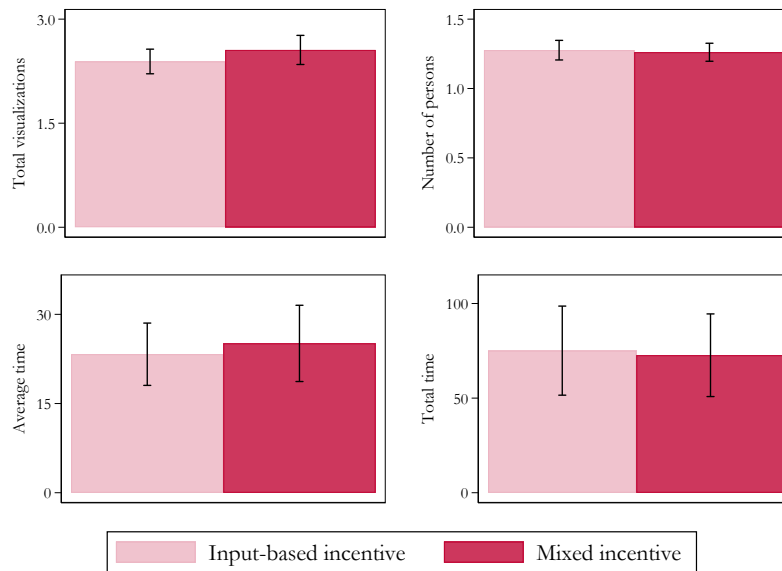 Total visualizations
3.0
1.5
0.0
Number of persons
1.5
1.0
0.5
0.0
Average time
30
15
0
Total time
100
50
0
Input-based incentive
Mixed incentive